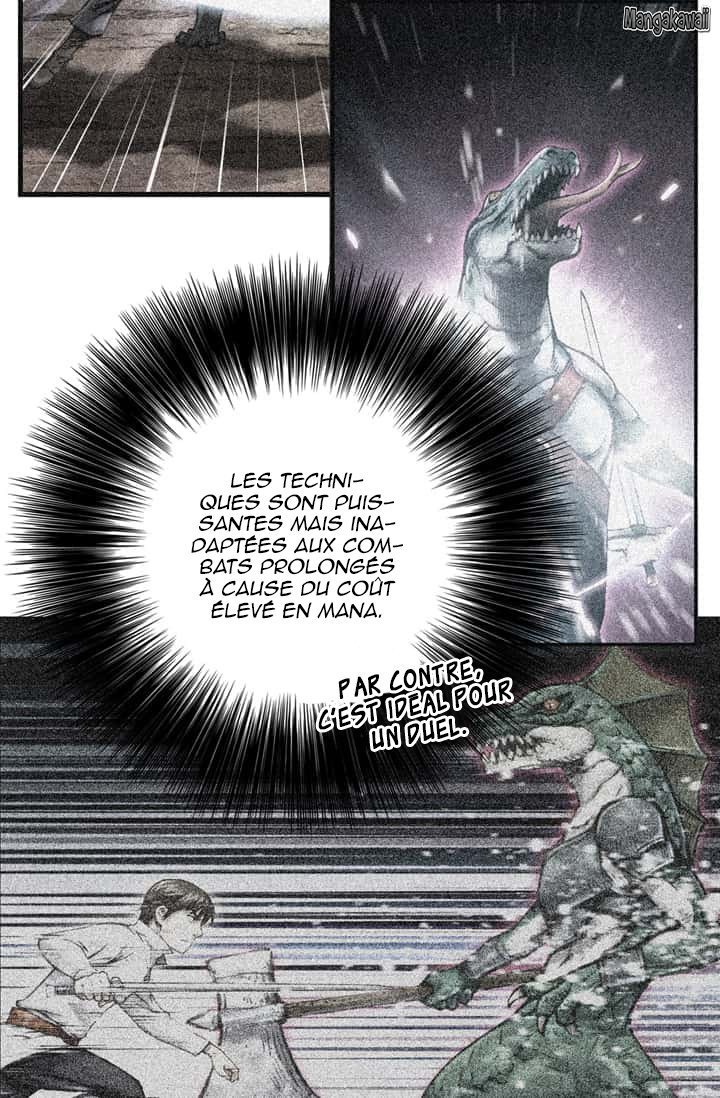 Mangakawaii
LES TECHNI-
QUES SONT PUIS-
SANTES MAIS INA-
DAPTÉES AUX COM-
BATS PROLONGÉS
À CAUSE DU COÛT
ÉLEVÉ EN MANA.
PAR CONTRE,
C'EST IDÉAL POUR
UN DUEL.